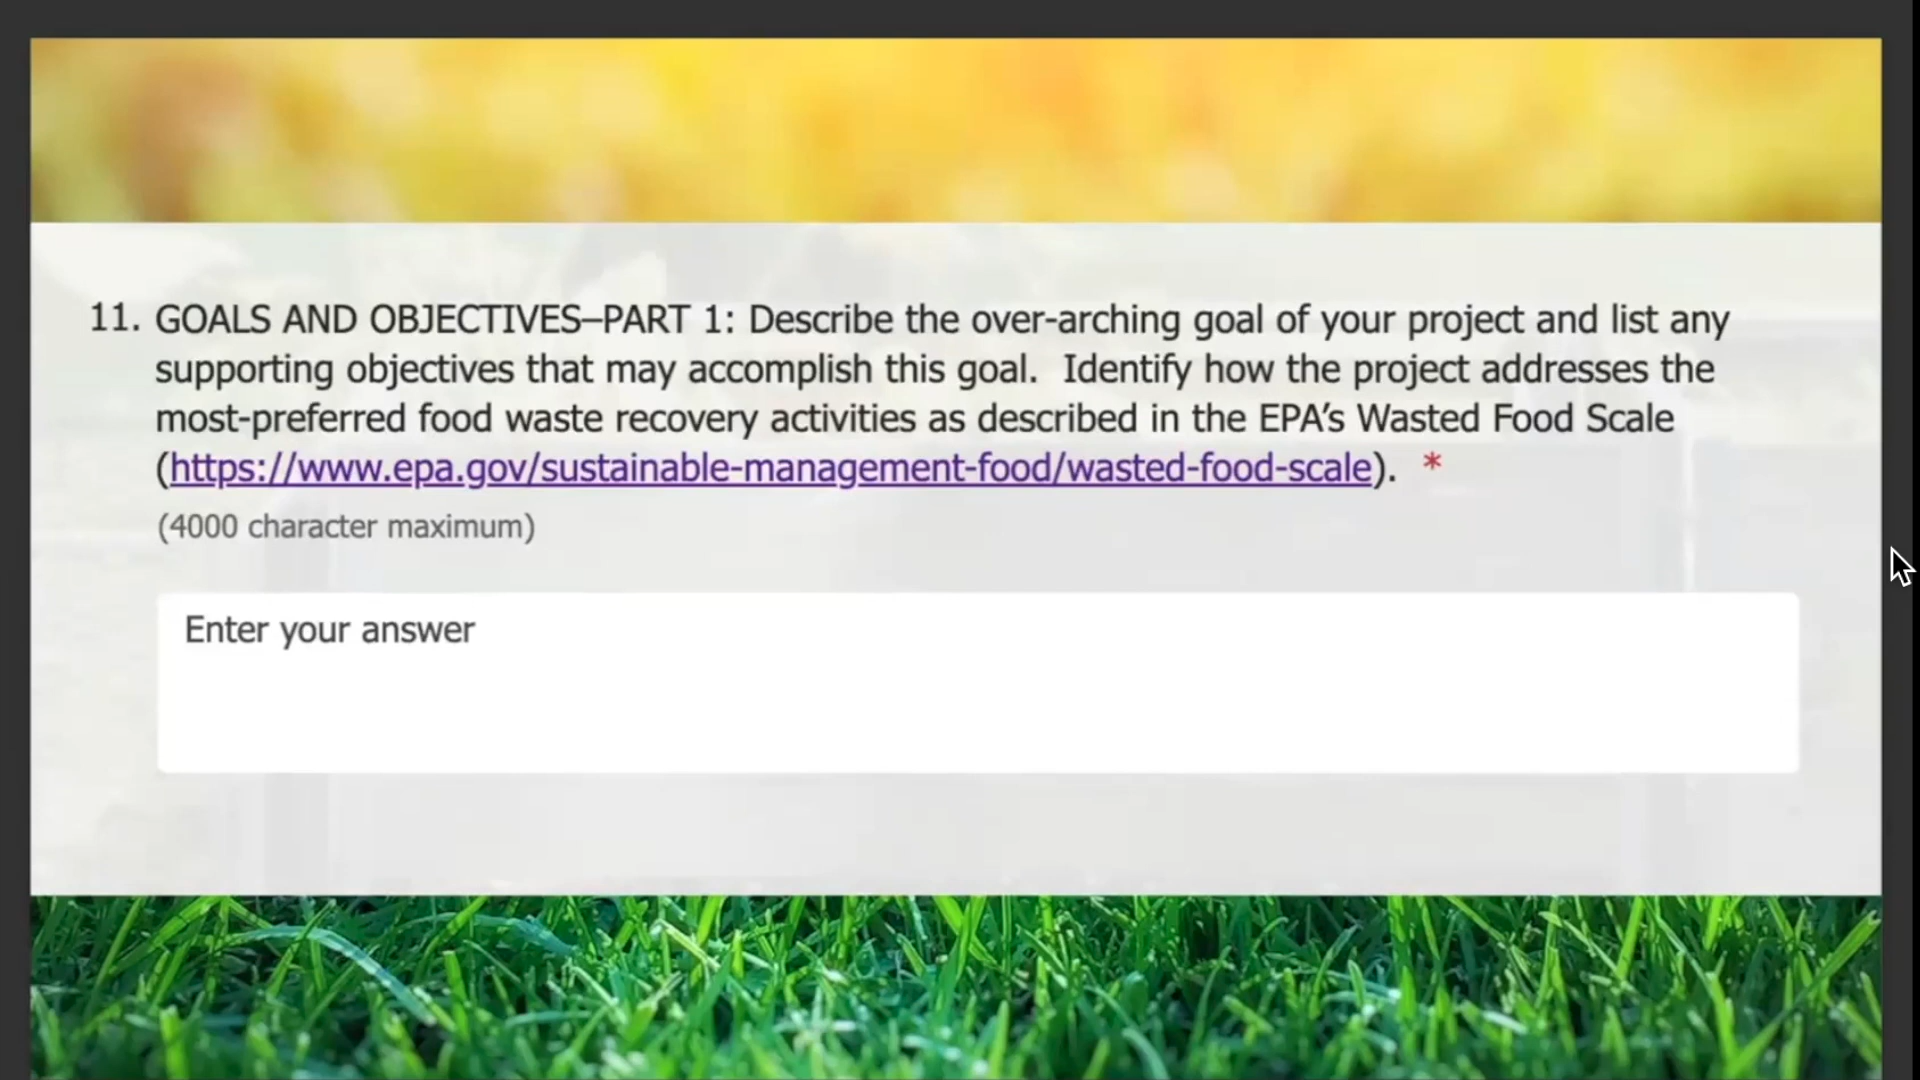 11. GOALS AND OBJECTIVES–PART 1: Describe the over-arching goal of your project and list any
supporting objectives that may accomplish this goal.  Identify how the project addresses the
most-preferred food waste recovery activities as described in the EPA’s Wasted Food Scale
(https://www.epa.gov/sustainable-management-food/wasted-food-scale).  *
(4000 character maximum)
Enter your answer